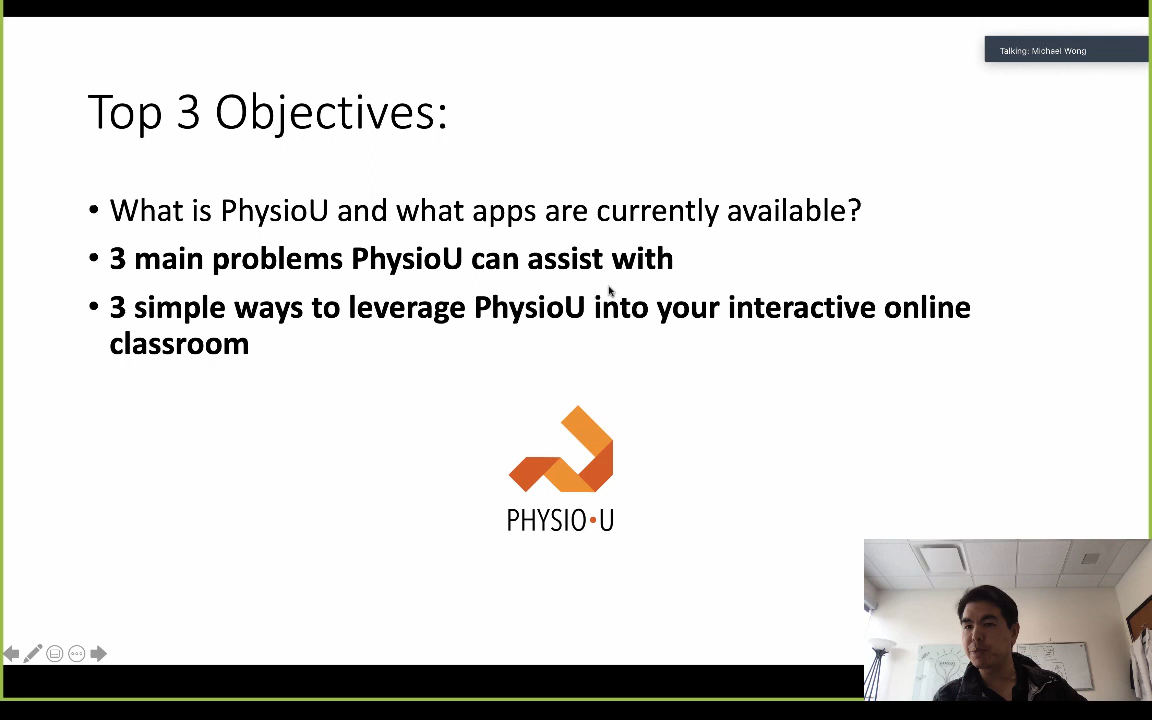 Talking: Michael Wong
Top 3 Objectives:
• What is PhysioU and what apps are currently available?
• 3 main problems PhysioU can assist with
• 3 simple ways to leverage PhysioU into your interactive online
classroom
PHYSIO•U